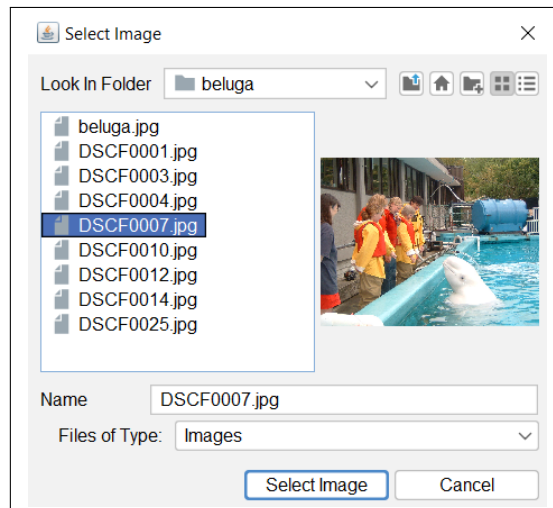 Select Image
Look In Folder beluga
beluga.jpg
DSCF0001.jpg
DSCF0003.jpg
DSCF0004.jpg
DSCF0007.jpg
DSCF0010.jpg
DSCF0012.jpg
DSCF0014.jpg
DSCF0025.jpg
Name DSCF0007.jpg
Files of Type: Images
Select Image Cancel